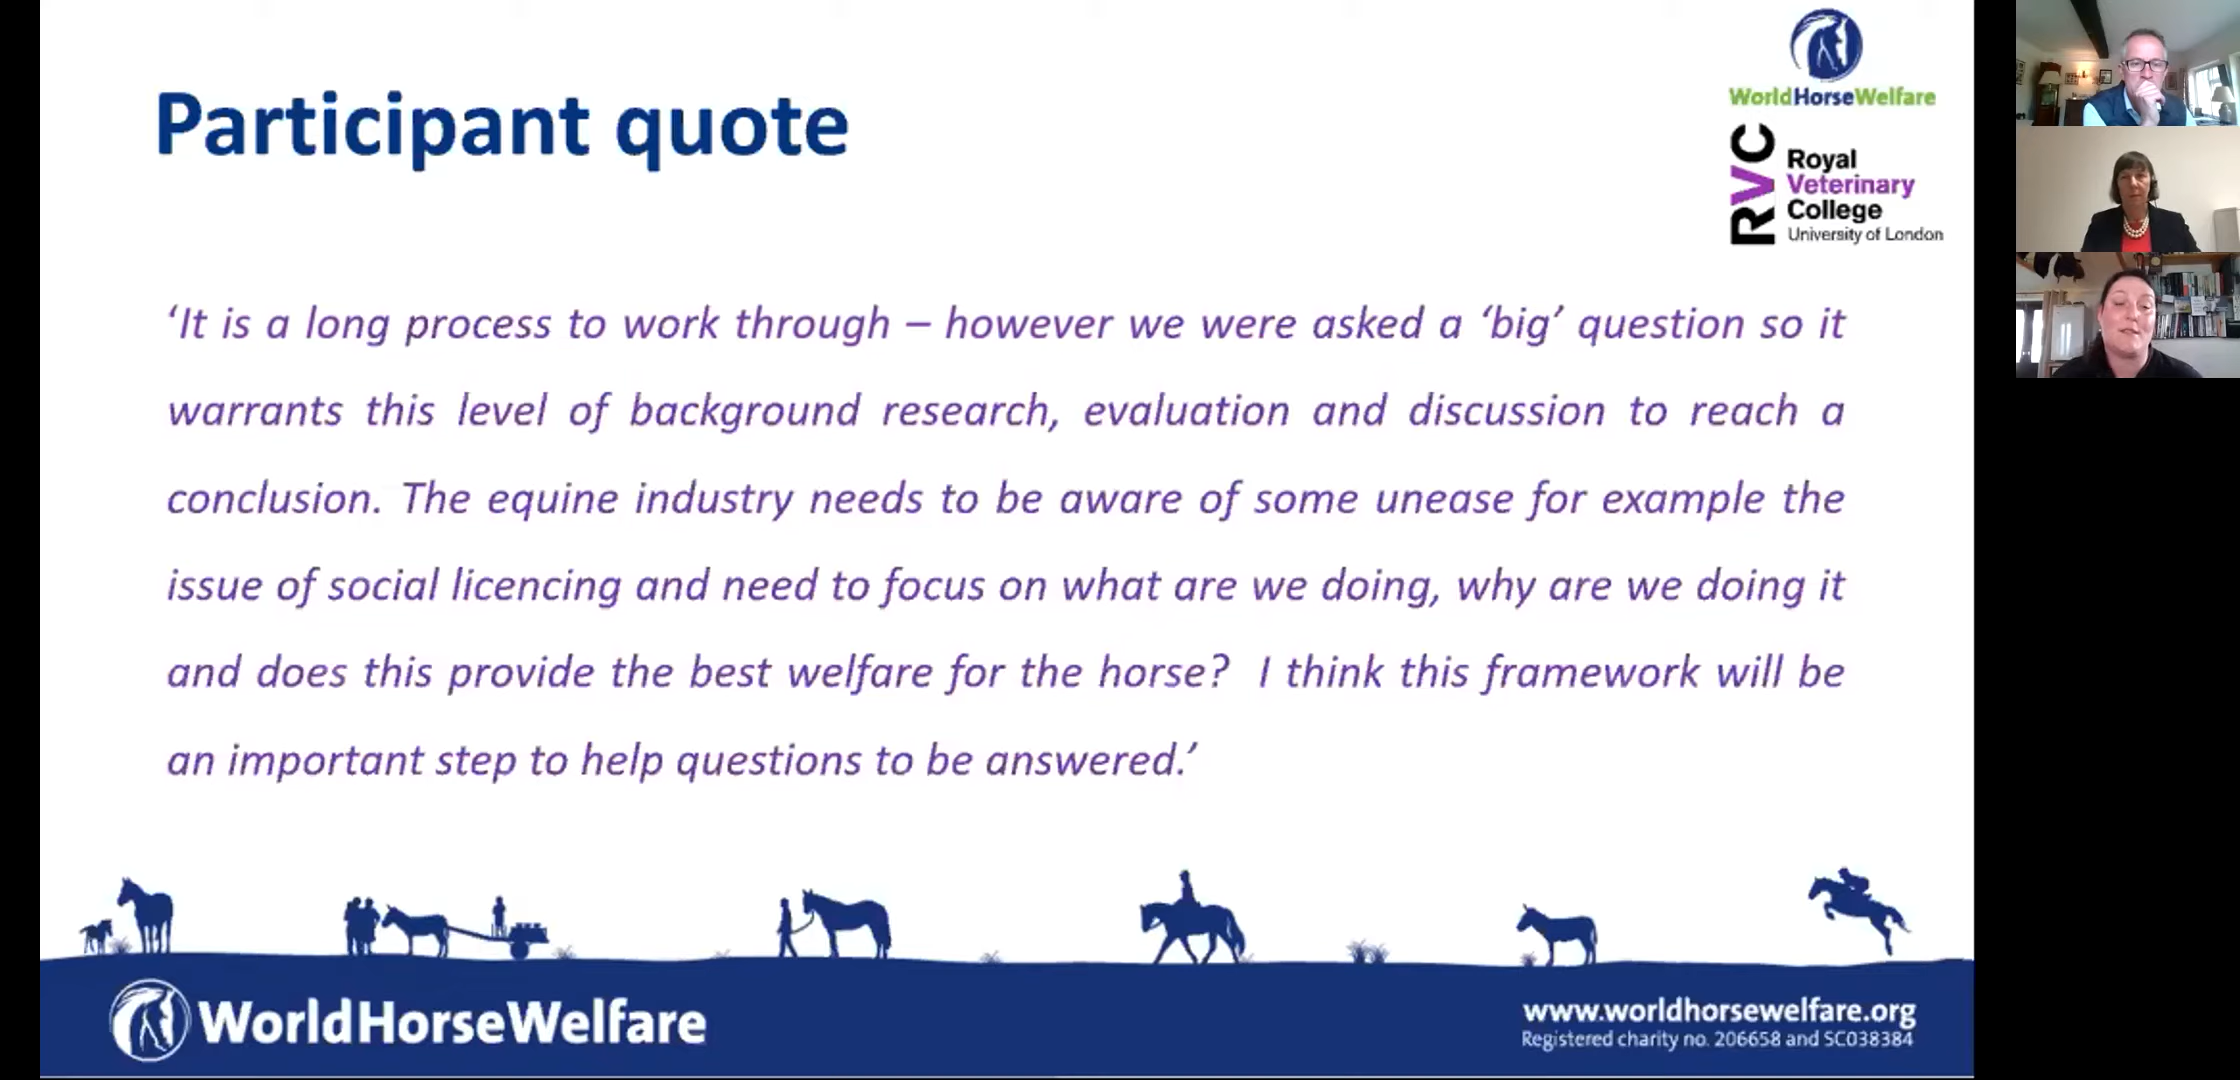 Participant quote
WorldHorseWelfare
RVC
Royal
Veterinary
College
University of London
‘It is a long process to work through – however we were asked a ‘big’ question so it
warrants this level of background research, evaluation and discussion to reach a
conclusion. The equine industry needs to be aware of some unease for example the
issue of social licencing and need to focus on what are we doing, why are we doing it
and does this provide the best welfare for the horse? I think this framework will be
an important step to help questions to be answered.’
WorldHorseWelfare
www.worldhorsewelfare.org
Registered charity no. 206658 and SC038384